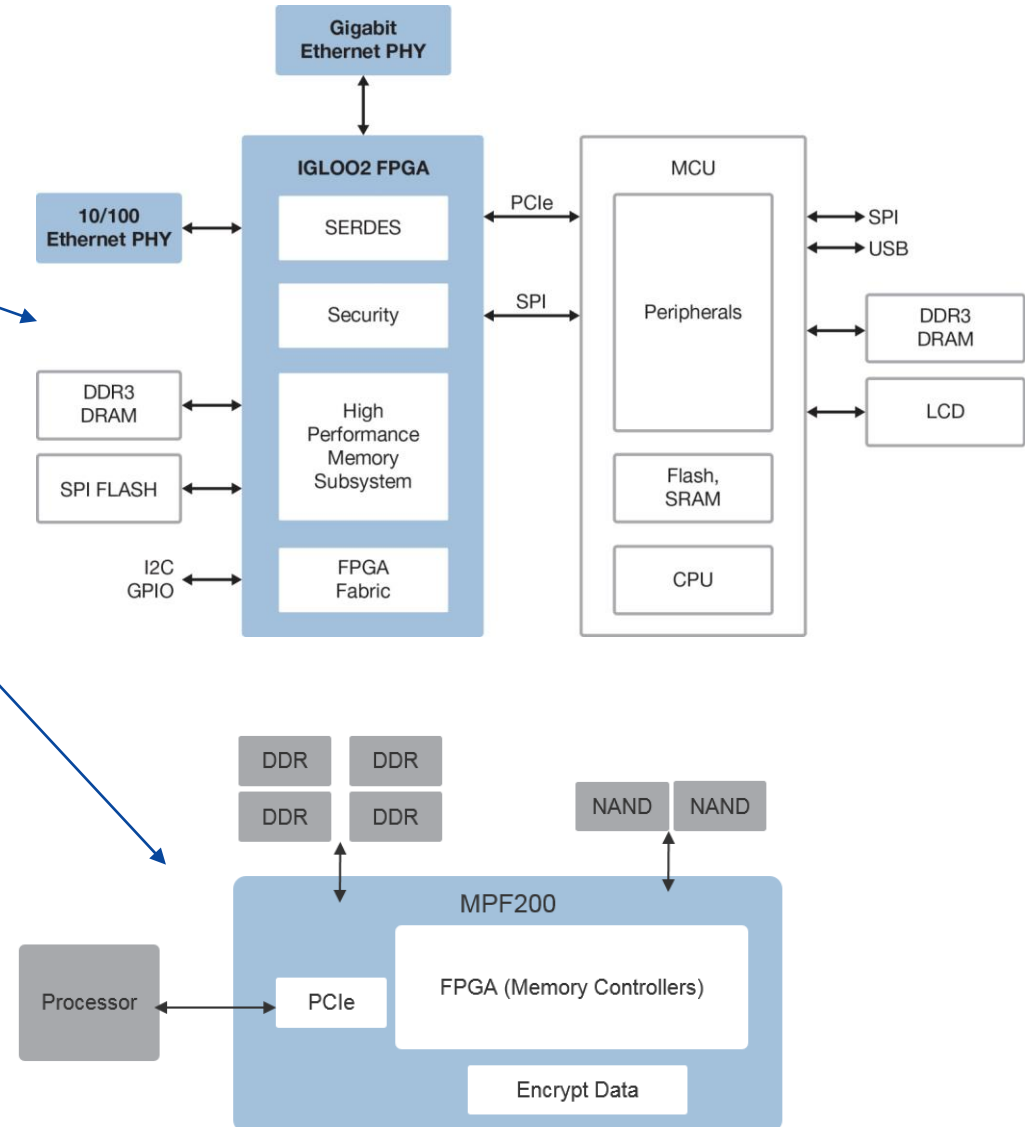 Gigabit
Ethernet PHY
IGLOO2 FPGA
MCU
10/100
Ethernet PHY
SERDES
PCIe
SPI
USB
Security
SPI
Peripherals
DDR3
DRAM
DDR3
DRAM
High
Performance
Memory
Subsystem
LCD
SPI FLASH
Flash,
SRAM
I2C
GPIO
FPGA
Fabric
CPU
DDR
DDR
DDR
DDR
NAND
NAND
MPF200
Processor
PCIe
FPGA (Memory Controllers)
Encrypt Data